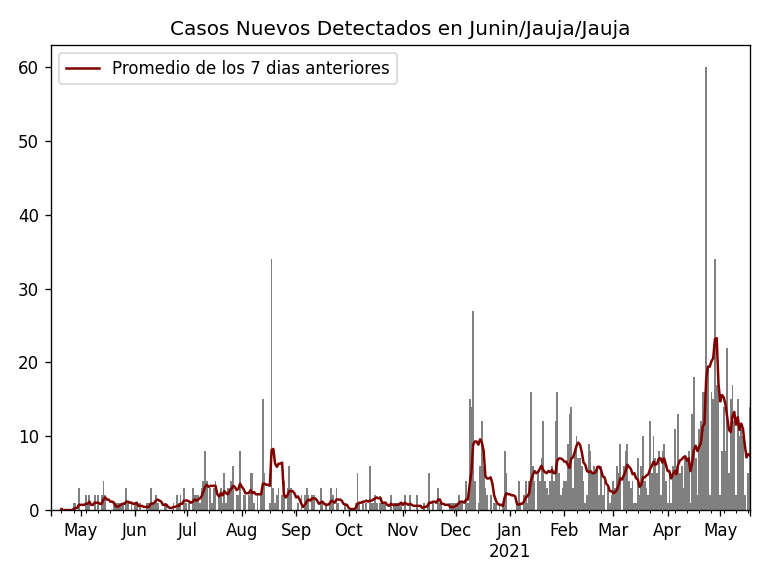 Casos Nuevos Detectados en Junin/Jauja/Jauja
Promedio de los 7 dias anteriores
60
50
40
30
20
10
0
May Jun Jul Aug Sep Oct Nov Dec Jan Feb Mar Apr May
2021